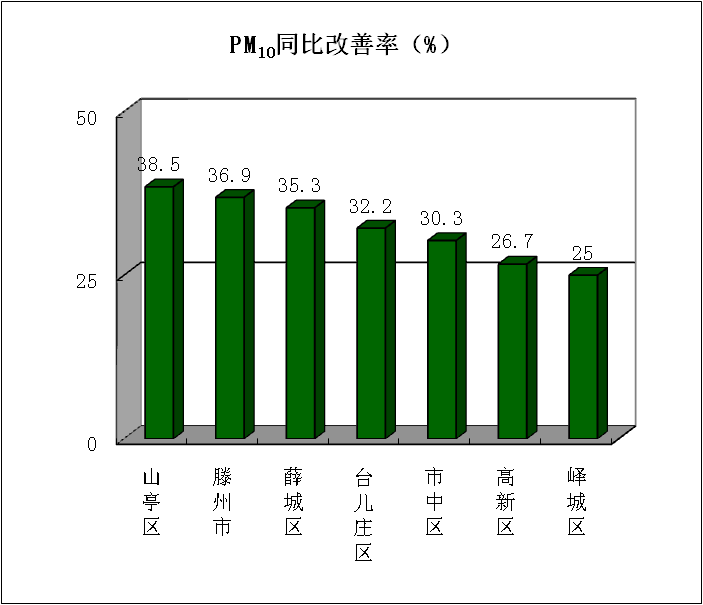 PM10同比改善率（%）
50
25
0
38.5
36.9
35.3
32.2
30.3
26.7
25
山亭区
滕州市
薛城区
台儿庄区
市中区
高新区
峄城区